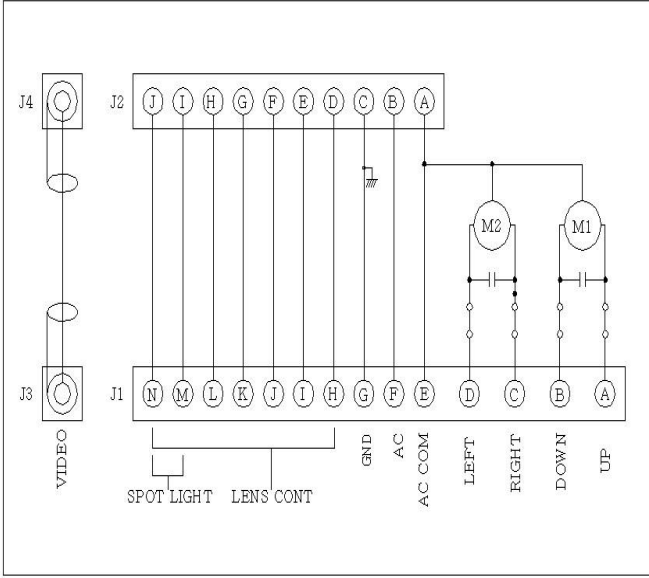 J4 J2 J I H G F E D C B A
M2 M1
J3 J1 N M L K J I H G F E D C B A
VIDEO
SPOT LIGHT
LENS CONT
GND
AC
AC COM
LEFT
RIGHT
DOWN
UP